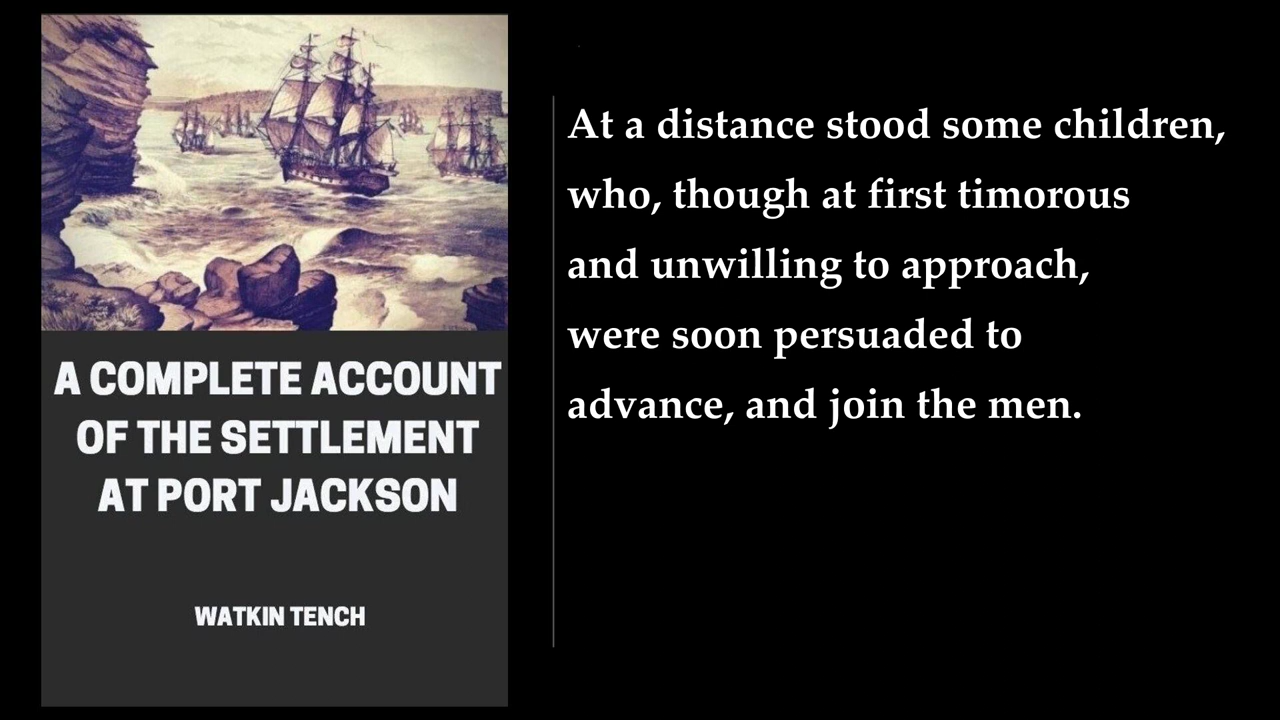 A COMPLETE ACCOUNT
OF THE SETTLEMENT
AT PORT JACKSON
WATKIN TENCH
At a distance stood some children,
who, though at first timorous
and unwilling to approach,
were soon persuaded to
advance, and join the men.